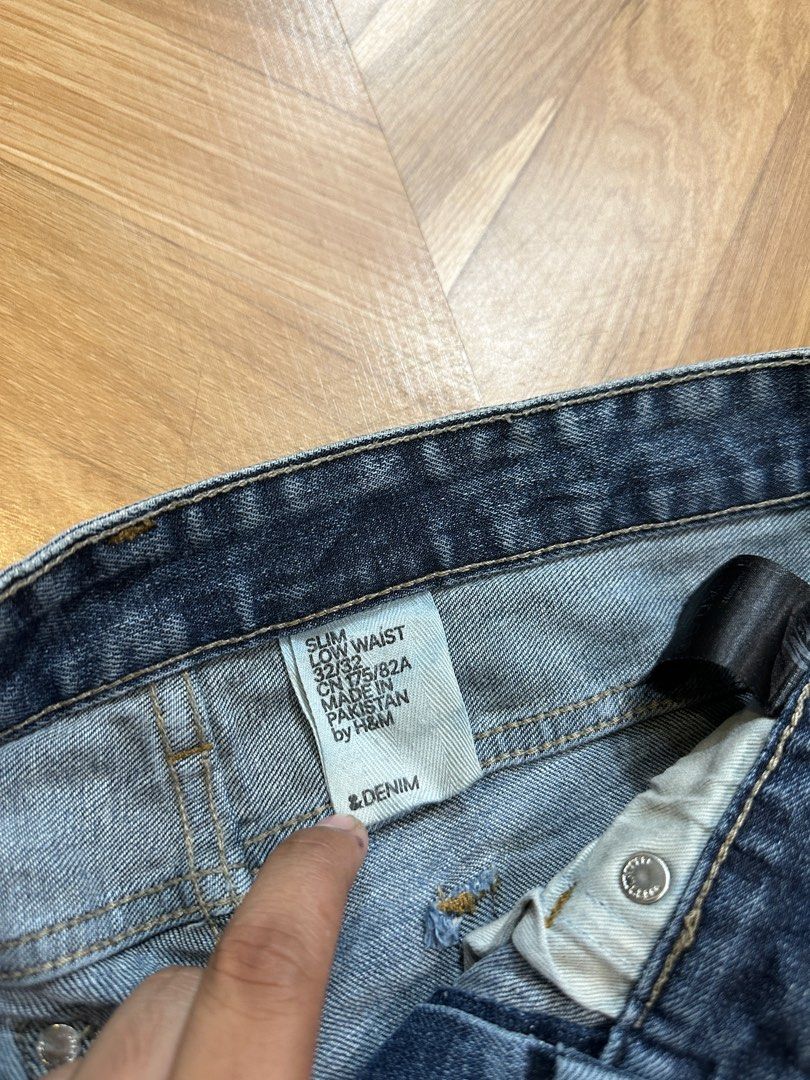 SLIM
LOW WAIST
32/32
CN 175/82A
MADE IN
PAKISTAN
by H&M
&DENIM